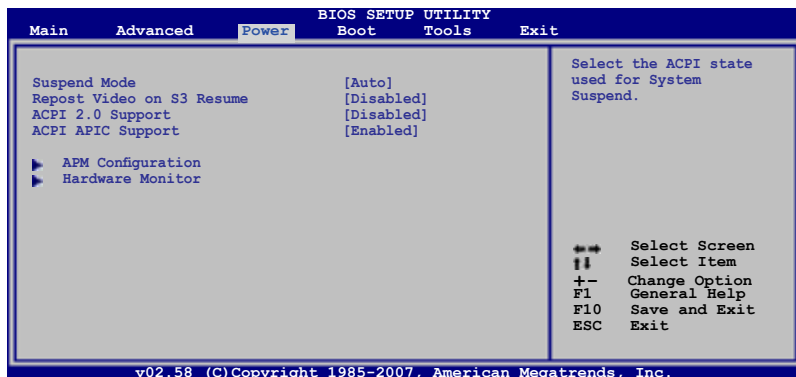 BIOS SETUP UTILITY
Main Advanced Power Boot Tools Exit
Suspend Mode [Auto]
Repost Video on S3 Resume [Disabled]
ACPI 2.0 Support [Disabled]
ACPI APIC Support [Enabled]
APM Configuration
Hardware Monitor
Select the ACPI state
used for System
Suspend.
Select Screen
Select Item
+- Change Option
F1 General Help
F10 Save and Exit
ESC Exit
v02.58 (C)Copyright 1985-2007, American Megatrends, Inc.